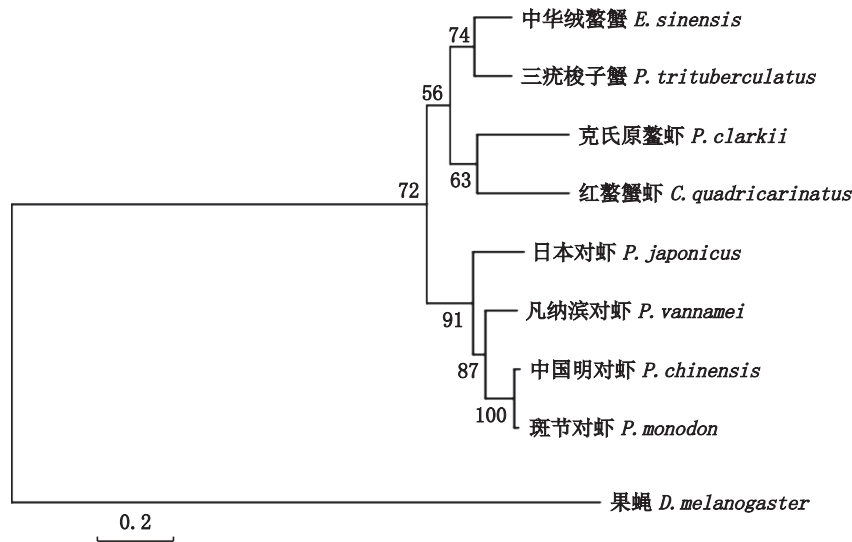 中华绒螯蟹 E.sinensis
74
三疣梭子蟹 P.trituberculatus
56
克氏原鳌虾 P.clarkii
63
72
红螯蟹虾 C.quadricarinatus
日本对虾 P.japonicus
91
凡纳滨对虾 P.vannamei
87
中国明对虾 P.chinensis
100
斑节对虾 P.monodon
果蝇 D.melanogaster
0.2